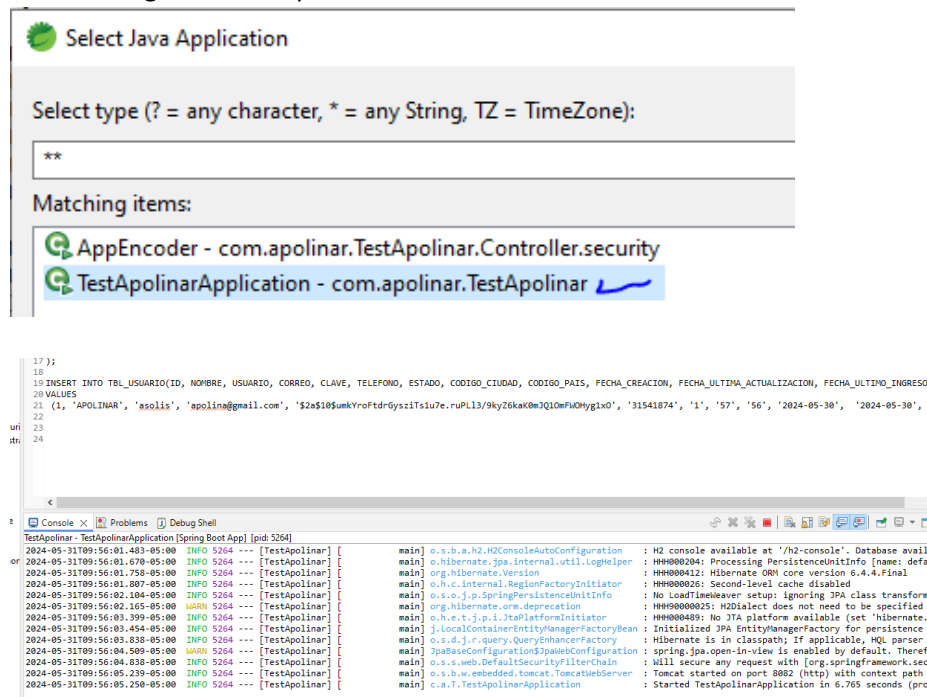 Select Java Application
Select type (? = any character, * = any String, TZ = TimeZone):
**
Matching items:
AppEncoder - com.apolinar.TestApolinar.Controller.security
TestApolinarApplication - com.apolinar.TestApolinar
17 );
18
19 INSERT INTO TBL_USUARIO(ID, NOMBRE, USUARIO, CORREO, CLAVE, TELEFONO, ESTADO, CODIGO_CIUDAD, CODIGO_PAIS, FECHA_CREACION, FECHA_ULTIMA_ACTUALIZACION, FECHA_ULTIMO_INGRESO
20 VALUES
21 (1, 'APOLINAR', 'asolis', 'apolina@gmail.com', '$2a$10$umkYroFtdrGysziTs1u7e.ruPLl3/9kyZ6kaK0mJQ1OmFWOHyg1xO', '31541874', '1', '57', '56', '2024-05-30', '2024-05-30',
22
23
24
Console Problems Debug Shell
TestApolinar - TestApolinarApplication [Spring Boot App] [pid: 5264]
2024-05-31T09:56:01.483-05:00 INFO 5264 --- [TestApolinar] [ main] o.s.b.a.h2.H2ConsoleAutoConfiguration : H2 console available at '/h2-console'. Database avail
2024-05-31T09:56:01.670-05:00 INFO 5264 --- [TestApolinar] [ main] o.hibernate.jpa.internal.util.LogHelper : HHH000204: Processing PersistenceUnitInfo [name: defa
2024-05-31T09:56:01.758-05:00 INFO 5264 --- [TestApolinar] [ main] org.hibernate.Version : HHH000412: Hibernate ORM core version 6.4.4.Final
2024-05-31T09:56:01.807-05:00 INFO 5264 --- [TestApolinar] [ main] o.h.c.internal.RegionFactoryInitiator : HHH000026: Second-level cache disabled
2024-05-31T09:56:02.104-05:00 INFO 5264 --- [TestApolinar] [ main] o.s.o.j.p.SpringPersistenceUnitInfo : No LoadTimeWeaver setup: ignoring JPA class transform
2024-05-31T09:56:02.165-05:00 WARN 5264 --- [TestApolinar] [ main] org.hibernate.orm.deprecation : HHH90000025: H2Dialect does not need to be specified
2024-05-31T09:56:03.399-05:00 INFO 5264 --- [TestApolinar] [ main] o.h.e.t.j.p.i.JtaPlatformInitiator : HHH000489: No JTA platform available (set 'hibernate.
2024-05-31T09:56:03.454-05:00 INFO 5264 --- [TestApolinar] [ main] j.LocalContainerEntityManagerFactoryBean : Initialized JPA EntityManagerFactory for persistence
2024-05-31T09:56:03.838-05:00 INFO 5264 --- [TestApolinar] [ main] o.s.d.j.r.query.QueryEnhancerFactory : Hibernate is in classpath; If applicable, HQL parser
2024-05-31T09:56:04.509-05:00 WARN 5264 --- [TestApolinar] [ main] JpaBaseConfiguration$JpaWebConfiguration : spring.jpa.open-in-view is enabled by default. Theref
2024-05-31T09:56:04.838-05:00 INFO 5264 --- [TestApolinar] [ main] o.s.s.web.DefaultSecurityFilterChain : Will secure any request with [org.springframework.sec
2024-05-31T09:56:05.239-05:00 INFO 5264 --- [TestApolinar] [ main] o.s.b.w.embedded.tomcat.TomcatWebServer : Tomcat started on port 8082 (http) with context path
2024-05-31T09:56:05.250-05:00 INFO 5264 --- [TestApolinar] [ main] c.a.T.TestApolinarApplication : Started TestApolinarApplication in 6.765 seconds (pro